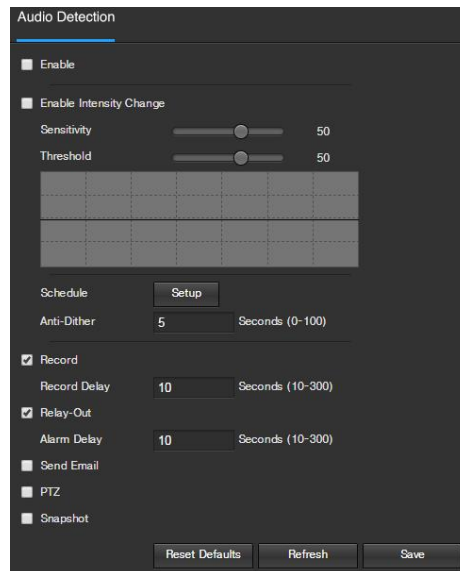 Audio Detection
Enable
Enable Intensity Change
Sensitivity 50
Threshold 50
Schedule Setup
Anti-Dither 5 Seconds (0-100)
Record
Record Delay 10 Seconds (10-300)
Relay-Out
Alarm Delay 10 Seconds (10-300)
Send Email
PTZ
Snapshot
Reset Defaults Refresh Save